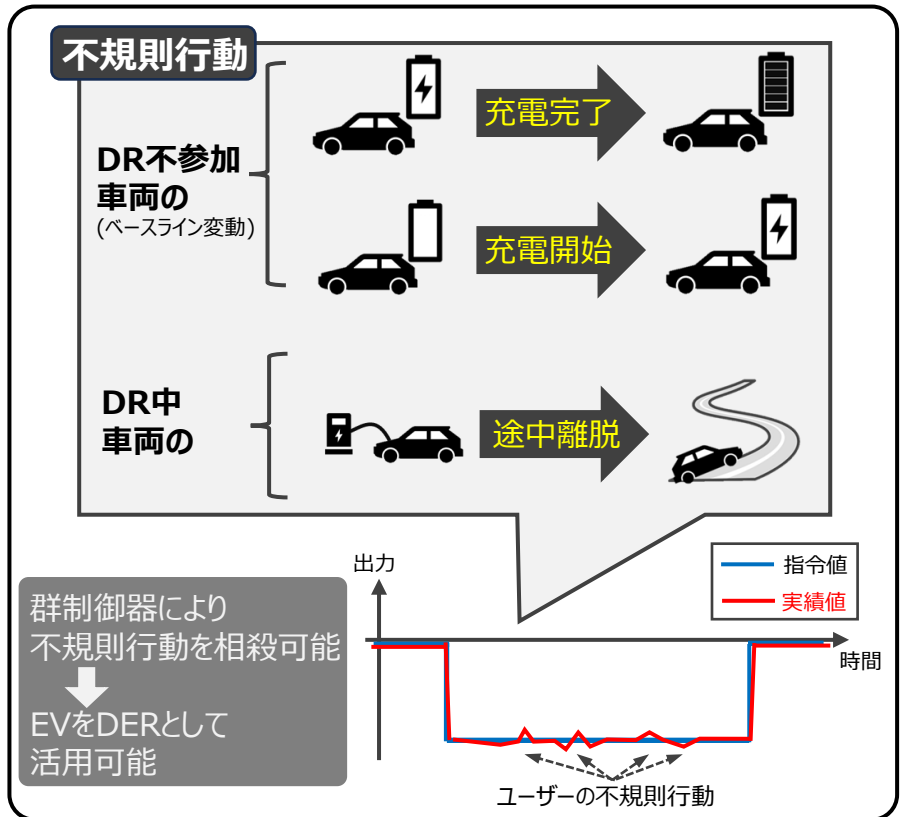 不規則行動
DR不参加
車両の
(ベースライン変動)
充電完了
充電開始
DR中
車両の
途中離脱
群制御器により
不規則行動を相殺可能
EVをDERとして
活用可能
出力
指令値
実績値
時間
ユーザーの不規則行動